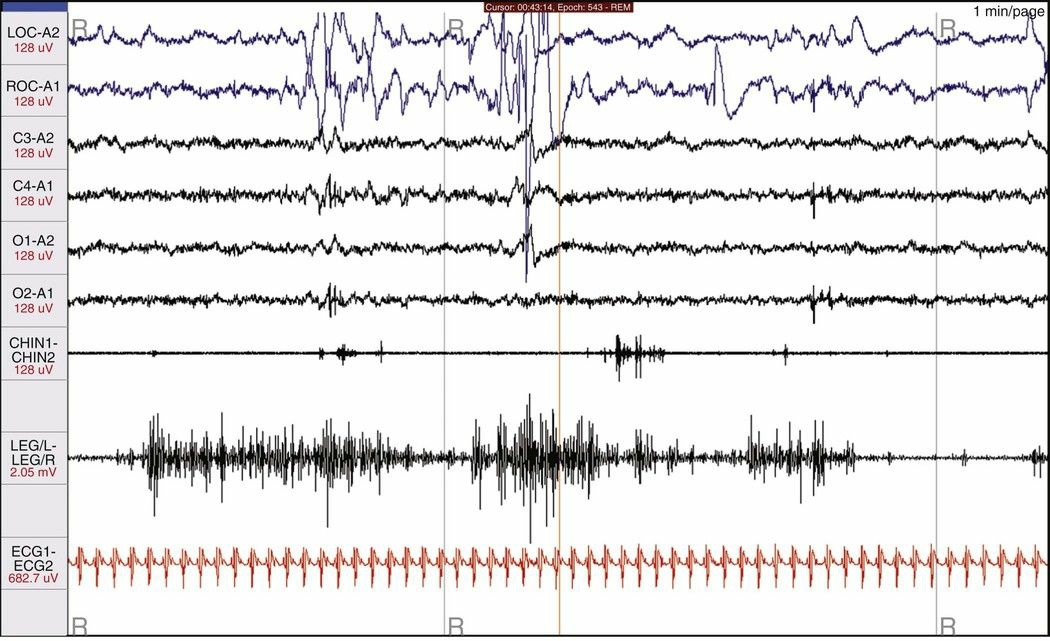 Cursor: 00:43:14, Epoch: 543 - REM
1 min/page
R R R
LOC-A2
128 uV
ROC-A1
128 uV
C3-A2
128 uV
C4-A1
128 uV
O1-A2
128 uV
O2-A1
128 uV
CHIN1-
CHIN2
128 uV
LEG/L-
LEG/R
2.05 mV
ECG1-
ECG2
682.7 uV
R R R